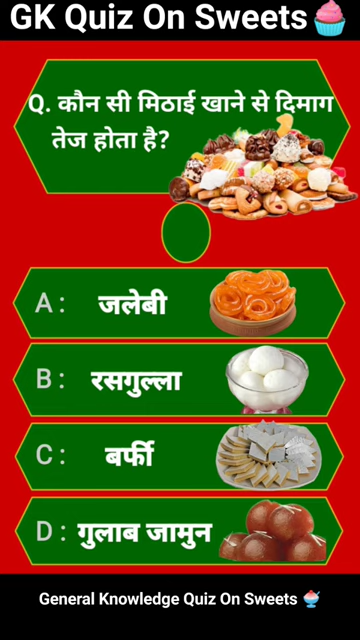 GK Quiz On Sweets🧁
Q. कौन सी मिठाई खाने से दिमाग
तेज होता है?
A : जलेबी
B : रसगुल्ला
C : बर्फी
D : गुलाब जामुन
General Knowledge Quiz On Sweets 🍨